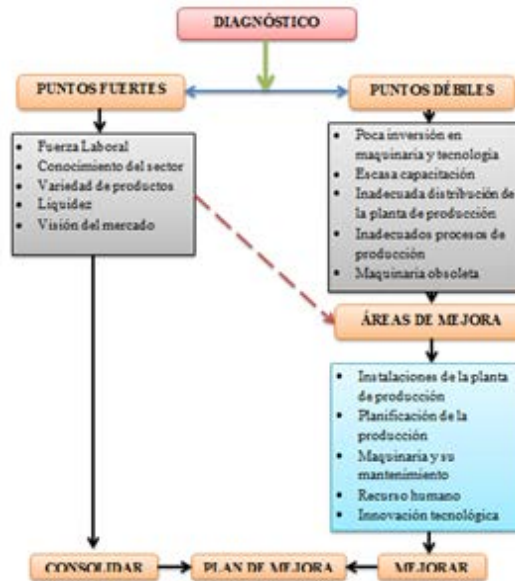 DIAGNÓSTICO
PUNTOS FUERTES
PUNTOS DÉBILES
• Fuerza Laboral
• Conocimiento del sector
• Variedad de productos
• Liquidez
• Visión del mercado
• Poca inversión en
maquinaria y tecnología
• Escasa capacitación
• Inadecuada distribución de
la planta de producción
• Inadecuados procesos de
producción
• Maquinaria obsoleta
ÁREAS DE MEJORA
• Instalaciones de la planta
de producción
• Planificación de la
producción
• Maquinaria y su
mantenimiento
• Recurso humano
• Innovación tecnológica
CONSOLIDAR
PLAN DE MEJORA
MEJORAR